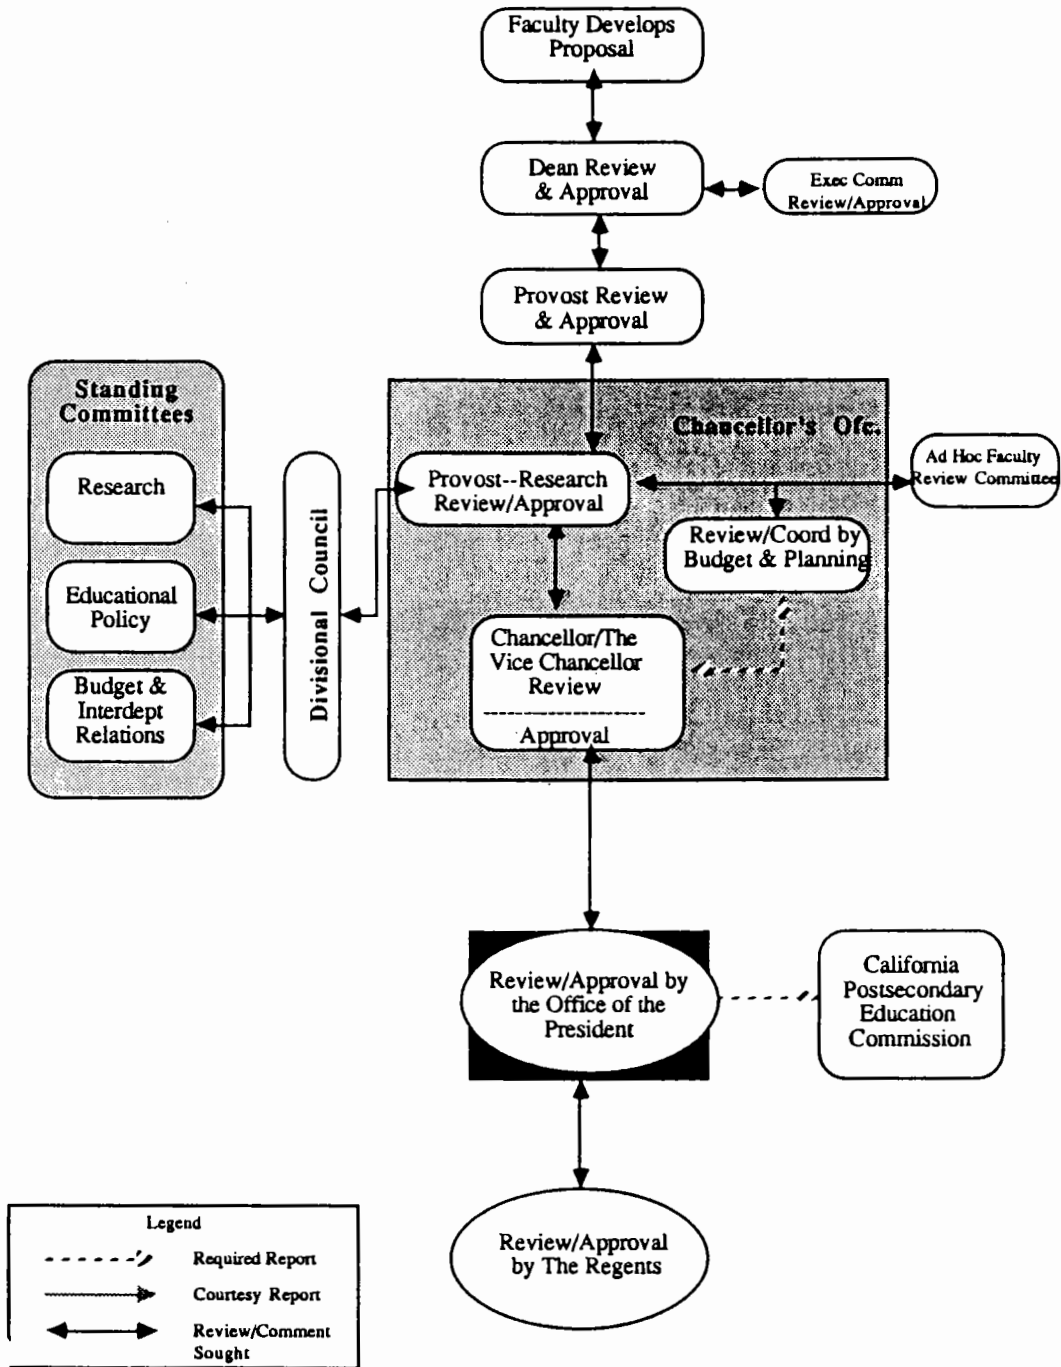 Faculty Develops
Proposal
Dean Review
& Approval
Exec Comm
Review/Approval
Provost Review
& Approval
Standing
Committees
Research
Educational
Policy
Budget &
Interdept
Relations
Divisional Council
Chancellor's Ofc.
Provost--Research
Review/Approval
Ad Hoc Faculty
Review Committee
Review/Coord by
Budget & Planning
Chancellor/The
Vice Chancellor
Review
Approval
Review/Approval by
the Office of the
President
California
Postsecondary
Education
Commission
Review/Approval
by The Regents
Legend
Required Report
Courtesy Report
Review/Comment
Sought